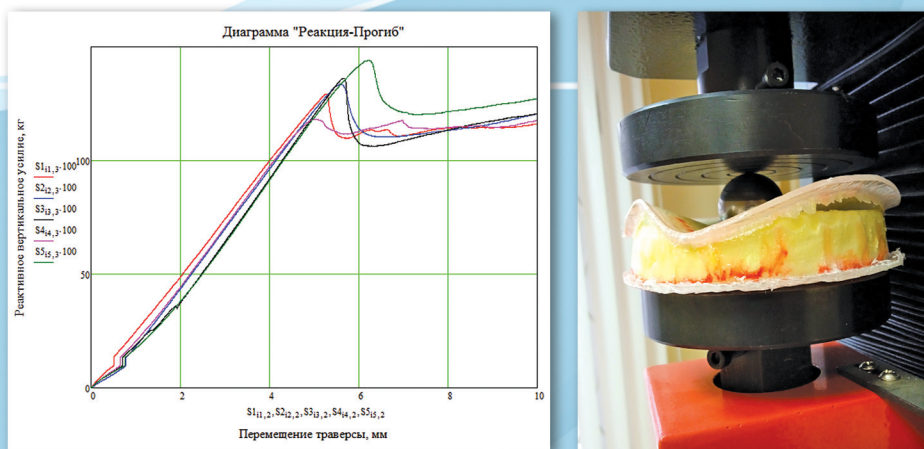 Диаграмма "Реакция-Прогиб"
Реактивное вертикальное усилие, кг
S1i1,3·100
S2i2,3·100
S3i3,3·100
S4i4,3·100
S5i5,3·100
100
50
0
0 2 4 6 8 10
S1i1,2,S2i2,2,S3i3,2,S4i4,2,S5i5,2
Перемещение траверсы, мм